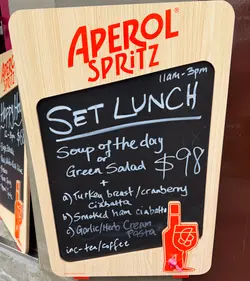 APEROL
SPRITZ
11am-3pm
SET LUNCH
Soup of the day
or
Green Salad $98
+
a) Turkey breast/cranberry
ciabatta
b) Smoked ham ciabatta
c) Garlic/Herb Cream
Pasta
inc-tea/coffee